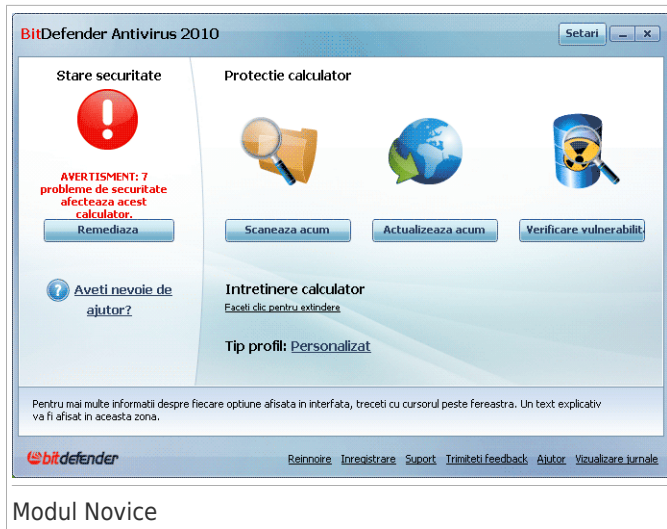 BitDefender Antivirus 2010
Setari
Stare securitate
AVERTISMENT: 7
probleme de securitate
afecteaza acest
calculator.
Remediaza
Aveti nevoie de
ajutor?
Protectie calculator
Scaneaza acum
Actualizeaza acum
Verificare vulnerabilit
Intretinere calculator
Faceti clic pentru extindere
Tip profil: Personalizat
Pentru mai multe informatii despre fiecare optiune afisata in interfata, treceti cu cursorul peste fereastra. Un text explicativ
va fi afisat in aceasta zona.
bitdefender
Reinnoire Inregistrare Suport Trimiteti feedback Ajutor Vizualizare jurnale
Modul Novice